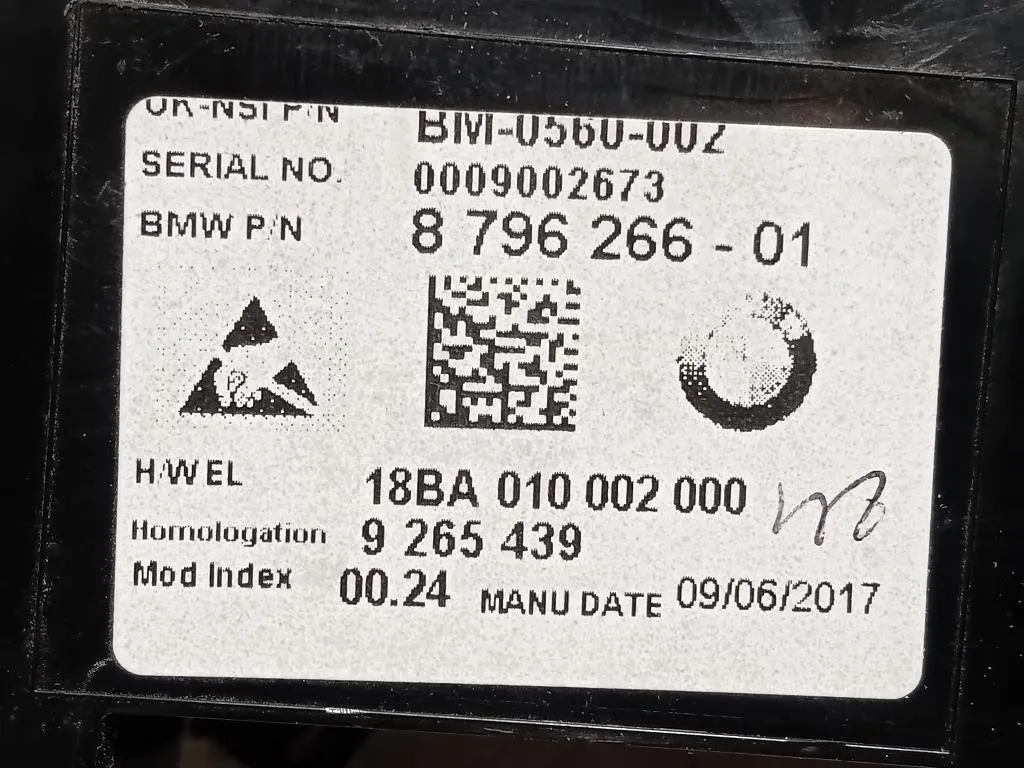 UK-NSI P/N BM-0560-002
SERIAL NO. 0009002673
BMW P/N 8 796 266 - 01
H/W EL 18BA 010 002 000
Homologation 9 265 439
Mod Index 00.24 MANU DATE 09/06/2017